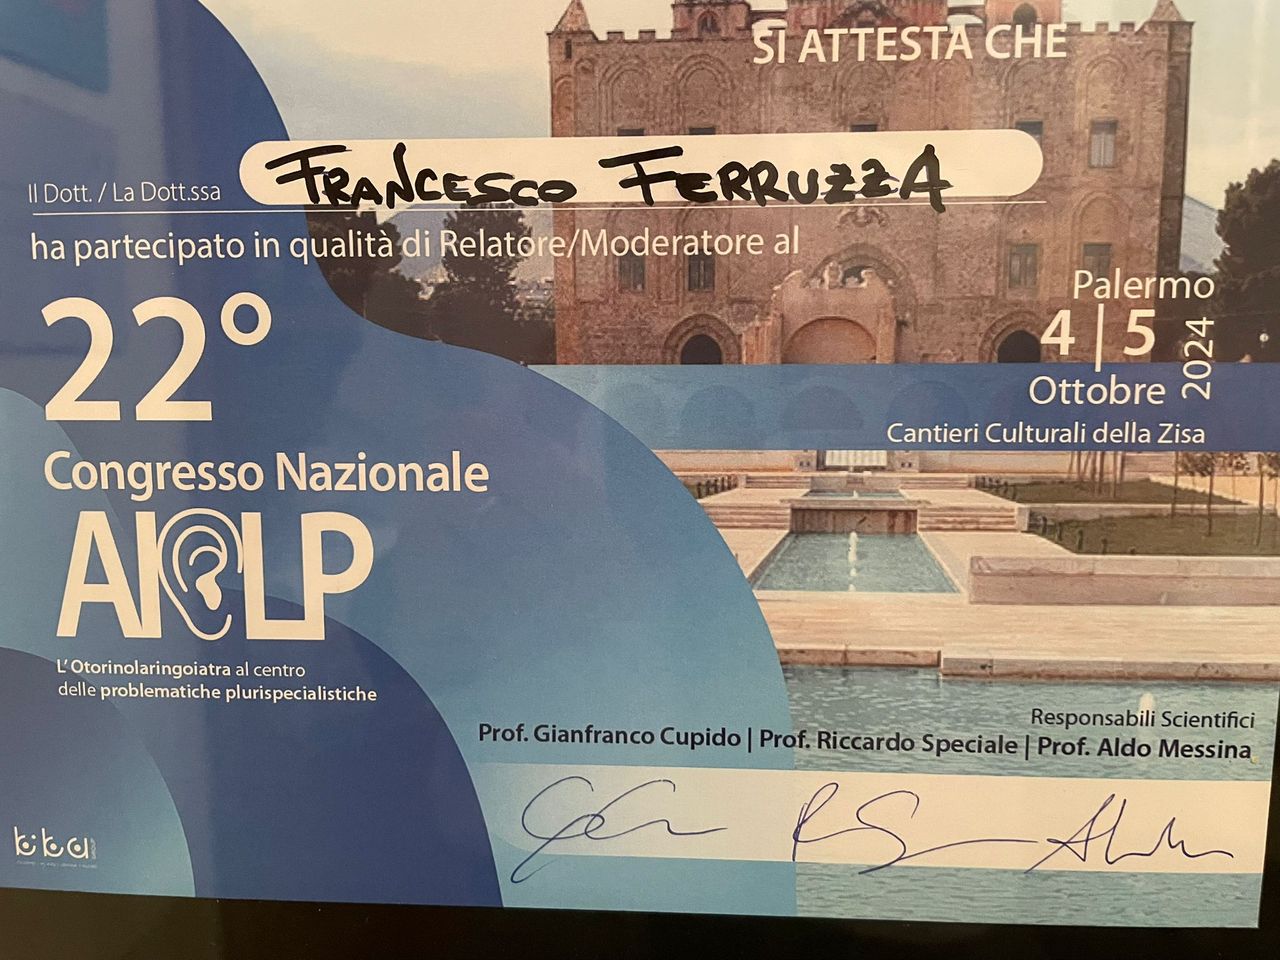 SI ATTESTA CHE
Il Dott. / La Dott.ssa FRANCESCO FERRUZZA
ha partecipato in qualità di Relatore/Moderatore al
22°
Congresso Nazionale
AIOLP
L'Otorinolaringoiatra al centro
delle problematiche plurispecialistiche
Palermo
4 | 5
Ottobre 2024
Cantieri Culturali della Zisa
Responsabili Scientifici
Prof. Gianfranco Cupido | Prof. Riccardo Speciale | Prof. Aldo Messina